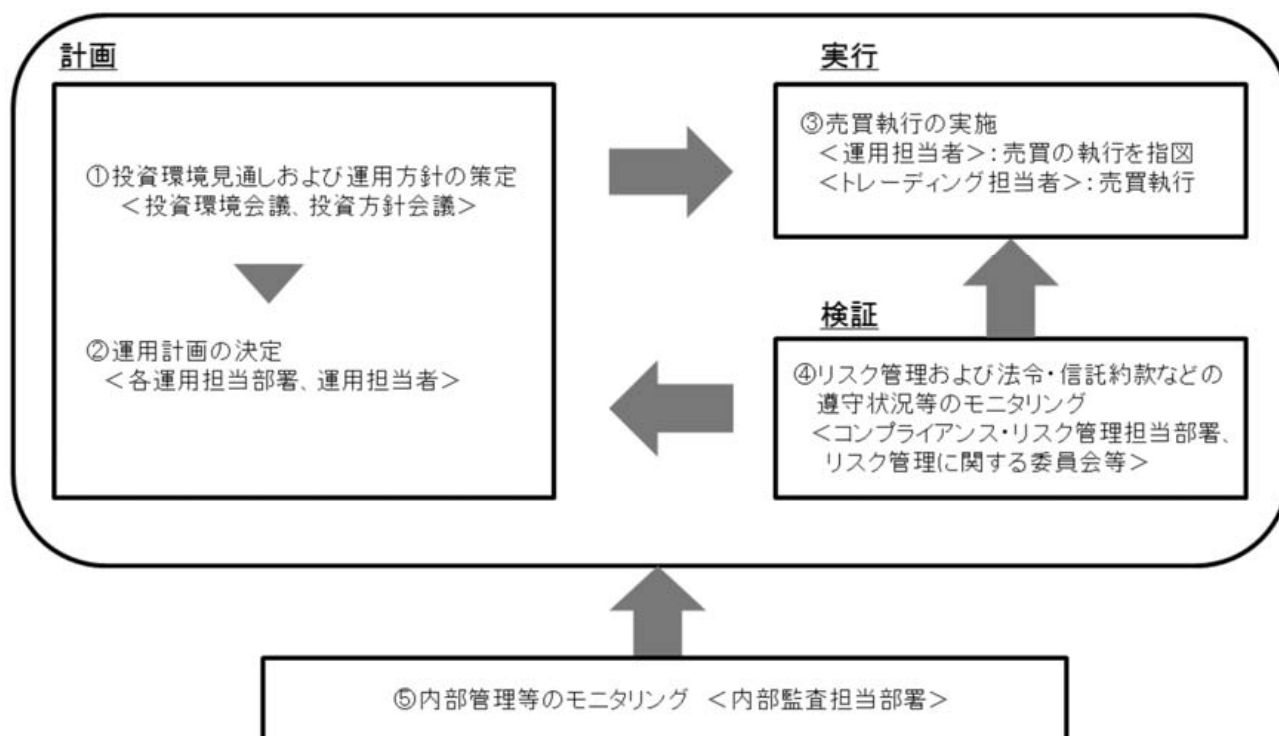 計画
①投資環境見通しおよび運用方針の策定
＜投資環境会議、投資方針会議＞
②運用計画の決定
＜各運用担当部署、運用担当者＞
実行
③売買執行の実施
＜運用担当者＞：売買の執行を指図
＜トレーディング担当者＞：売買執行
検証
④リスク管理および法令・信託約款などの
遵守状況等のモニタリング
＜コンプライアンス・リスク管理担当部署、
リスク管理に関する委員会等＞
⑤内部管理等のモニタリング ＜内部監査担当部署＞